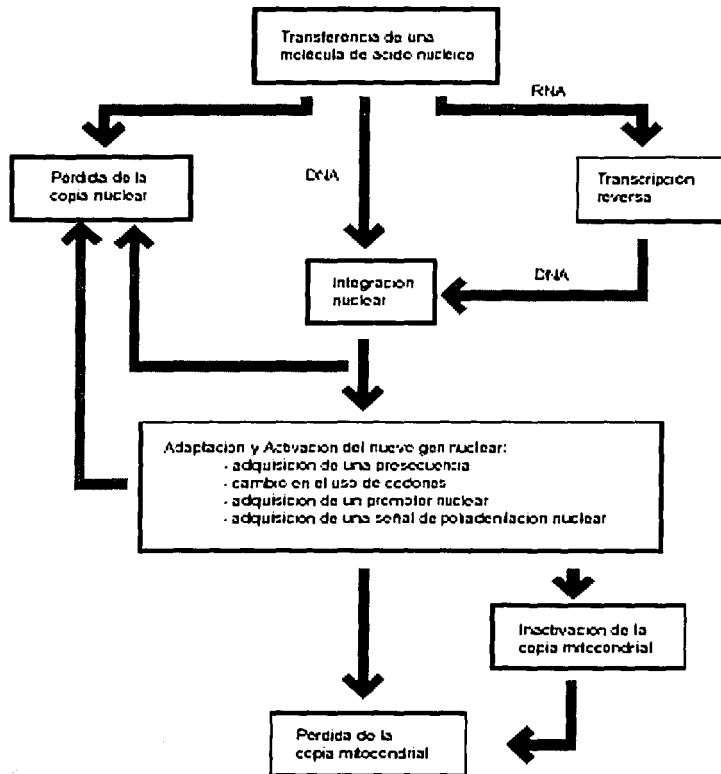 Transferencia de una
molécula de ácido nucleico
RNA
Pérdida de la
copia nuclear
DNA
Transcripción
reversa
Integración
nuclear
DNA
Adaptación y Activación del nuevo gen nuclear:
- adquisición de una presecuencia
- cambio en el uso de codones
- adquisición de un promotor nuclear
- adquisición de una señal de poliadenilación nuclear
Inactivación de la
copia mitocondrial
Pérdida de la
copia mitocondrial